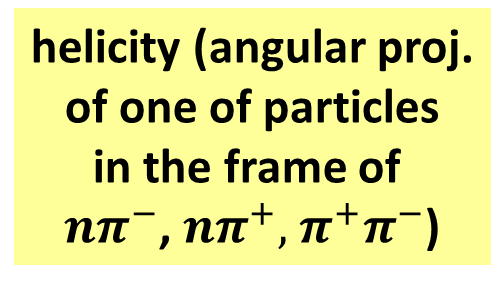 helicity (angular proj.
of one of particles
in the frame of
nπ⁻, nπ⁺, π⁺π⁻)